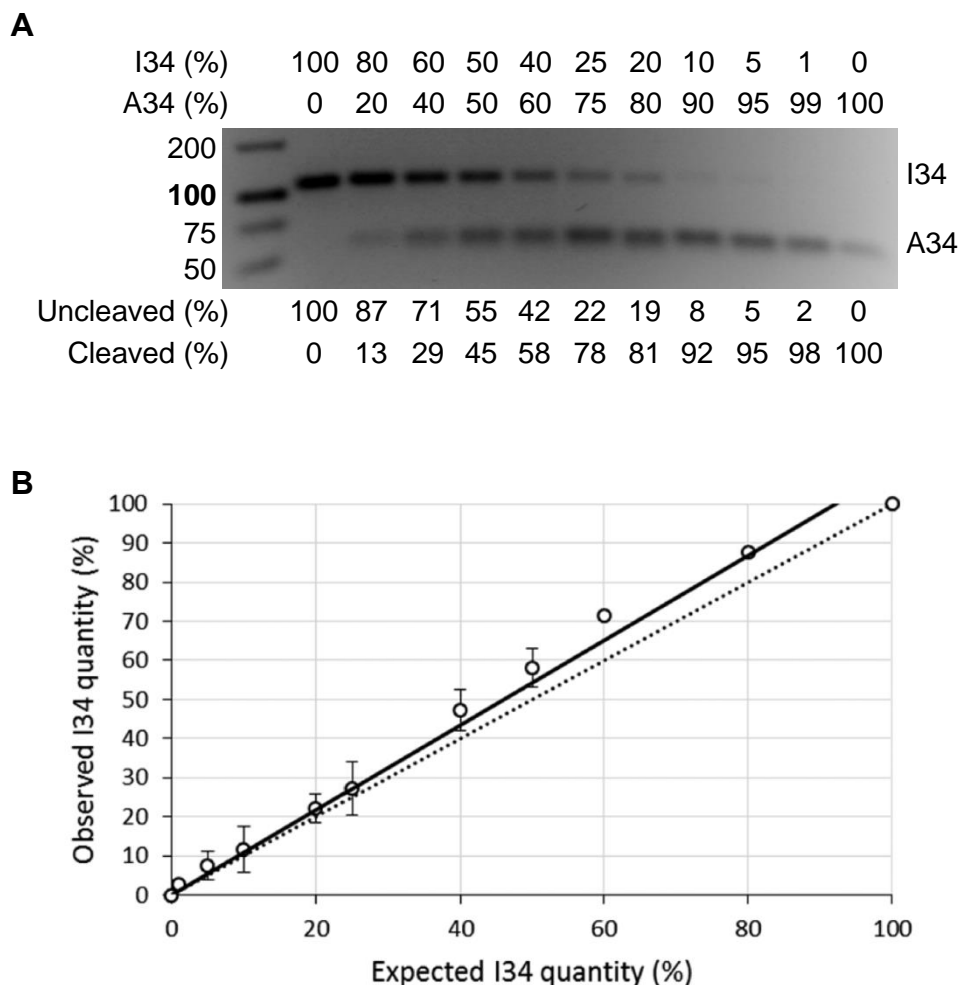 A
I34 (%) 100 80 60 50 40 25 20 10 5 1 0
A34 (%) 0 20 40 50 60 75 80 90 95 99 100
200
I34
100
75
A34
50
Uncleaved (%) 100 87 71 55 42 22 19 8 5 2 0
Cleaved (%) 0 13 29 45 58 78 81 92 95 98 100
B
100
90
80
70
60
50
40
30
20
10
0
Observed I34 quantity (%)
0 20 40 60 80 100
Expected I34 quantity (%)